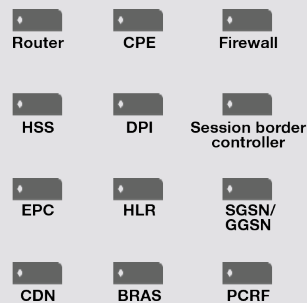 Router CPE Firewall
HSS DPI Session border
controller
EPC HLR SGSN/
GGSN
CDN BRAS PCRF